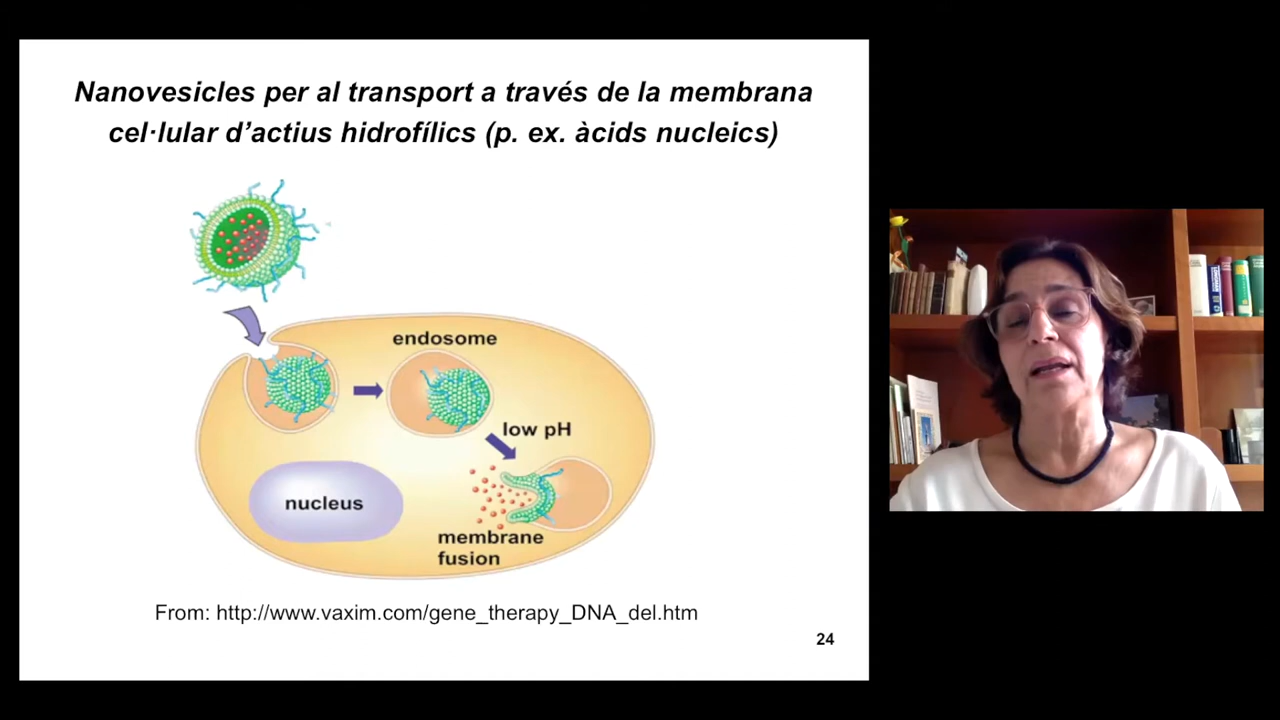 Nanovesicles per al transport a través de la membrana
cel·lular d’actius hidrofílics (p. ex. àcids nucleics)
endosome
low pH
nucleus
membrane
fusion
From: http://www.vaxim.com/gene_therapy_DNA_del.htm
24